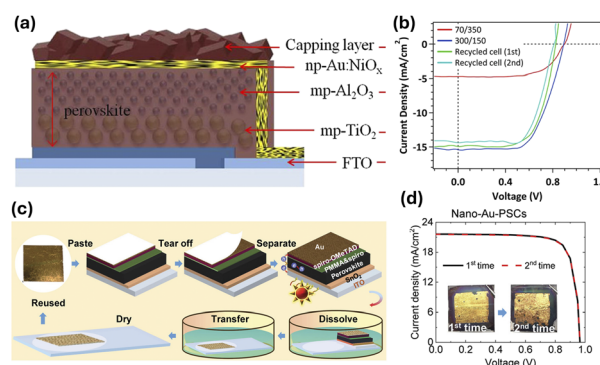 (a)
Capping layer
np-Au:NiOx
mp-Al2O3
perovskite
mp-TiO2
FTO
(b)
70/350
300/150
Recycled cell (1st)
Recycled cell (2nd)
0
-5
-10
-15
0.0
0.4
0.8
Current Density (mA/cm2)
Voltage (V)
(c)
Paste
Tear off
Separate
Au
spiro-OMeTAD
PMMA&spiro
Perovskite
SnO2
ITO
Reused
Dry
Transfer
Dissolve
(d)
Nano-Au-PSCs
24
18
12
6
0
1st time
2nd time
1st time
2nd time
0.0
0.2
0.4
0.6
0.8
1.0
Current density (mA/cm2)
Voltage (V)